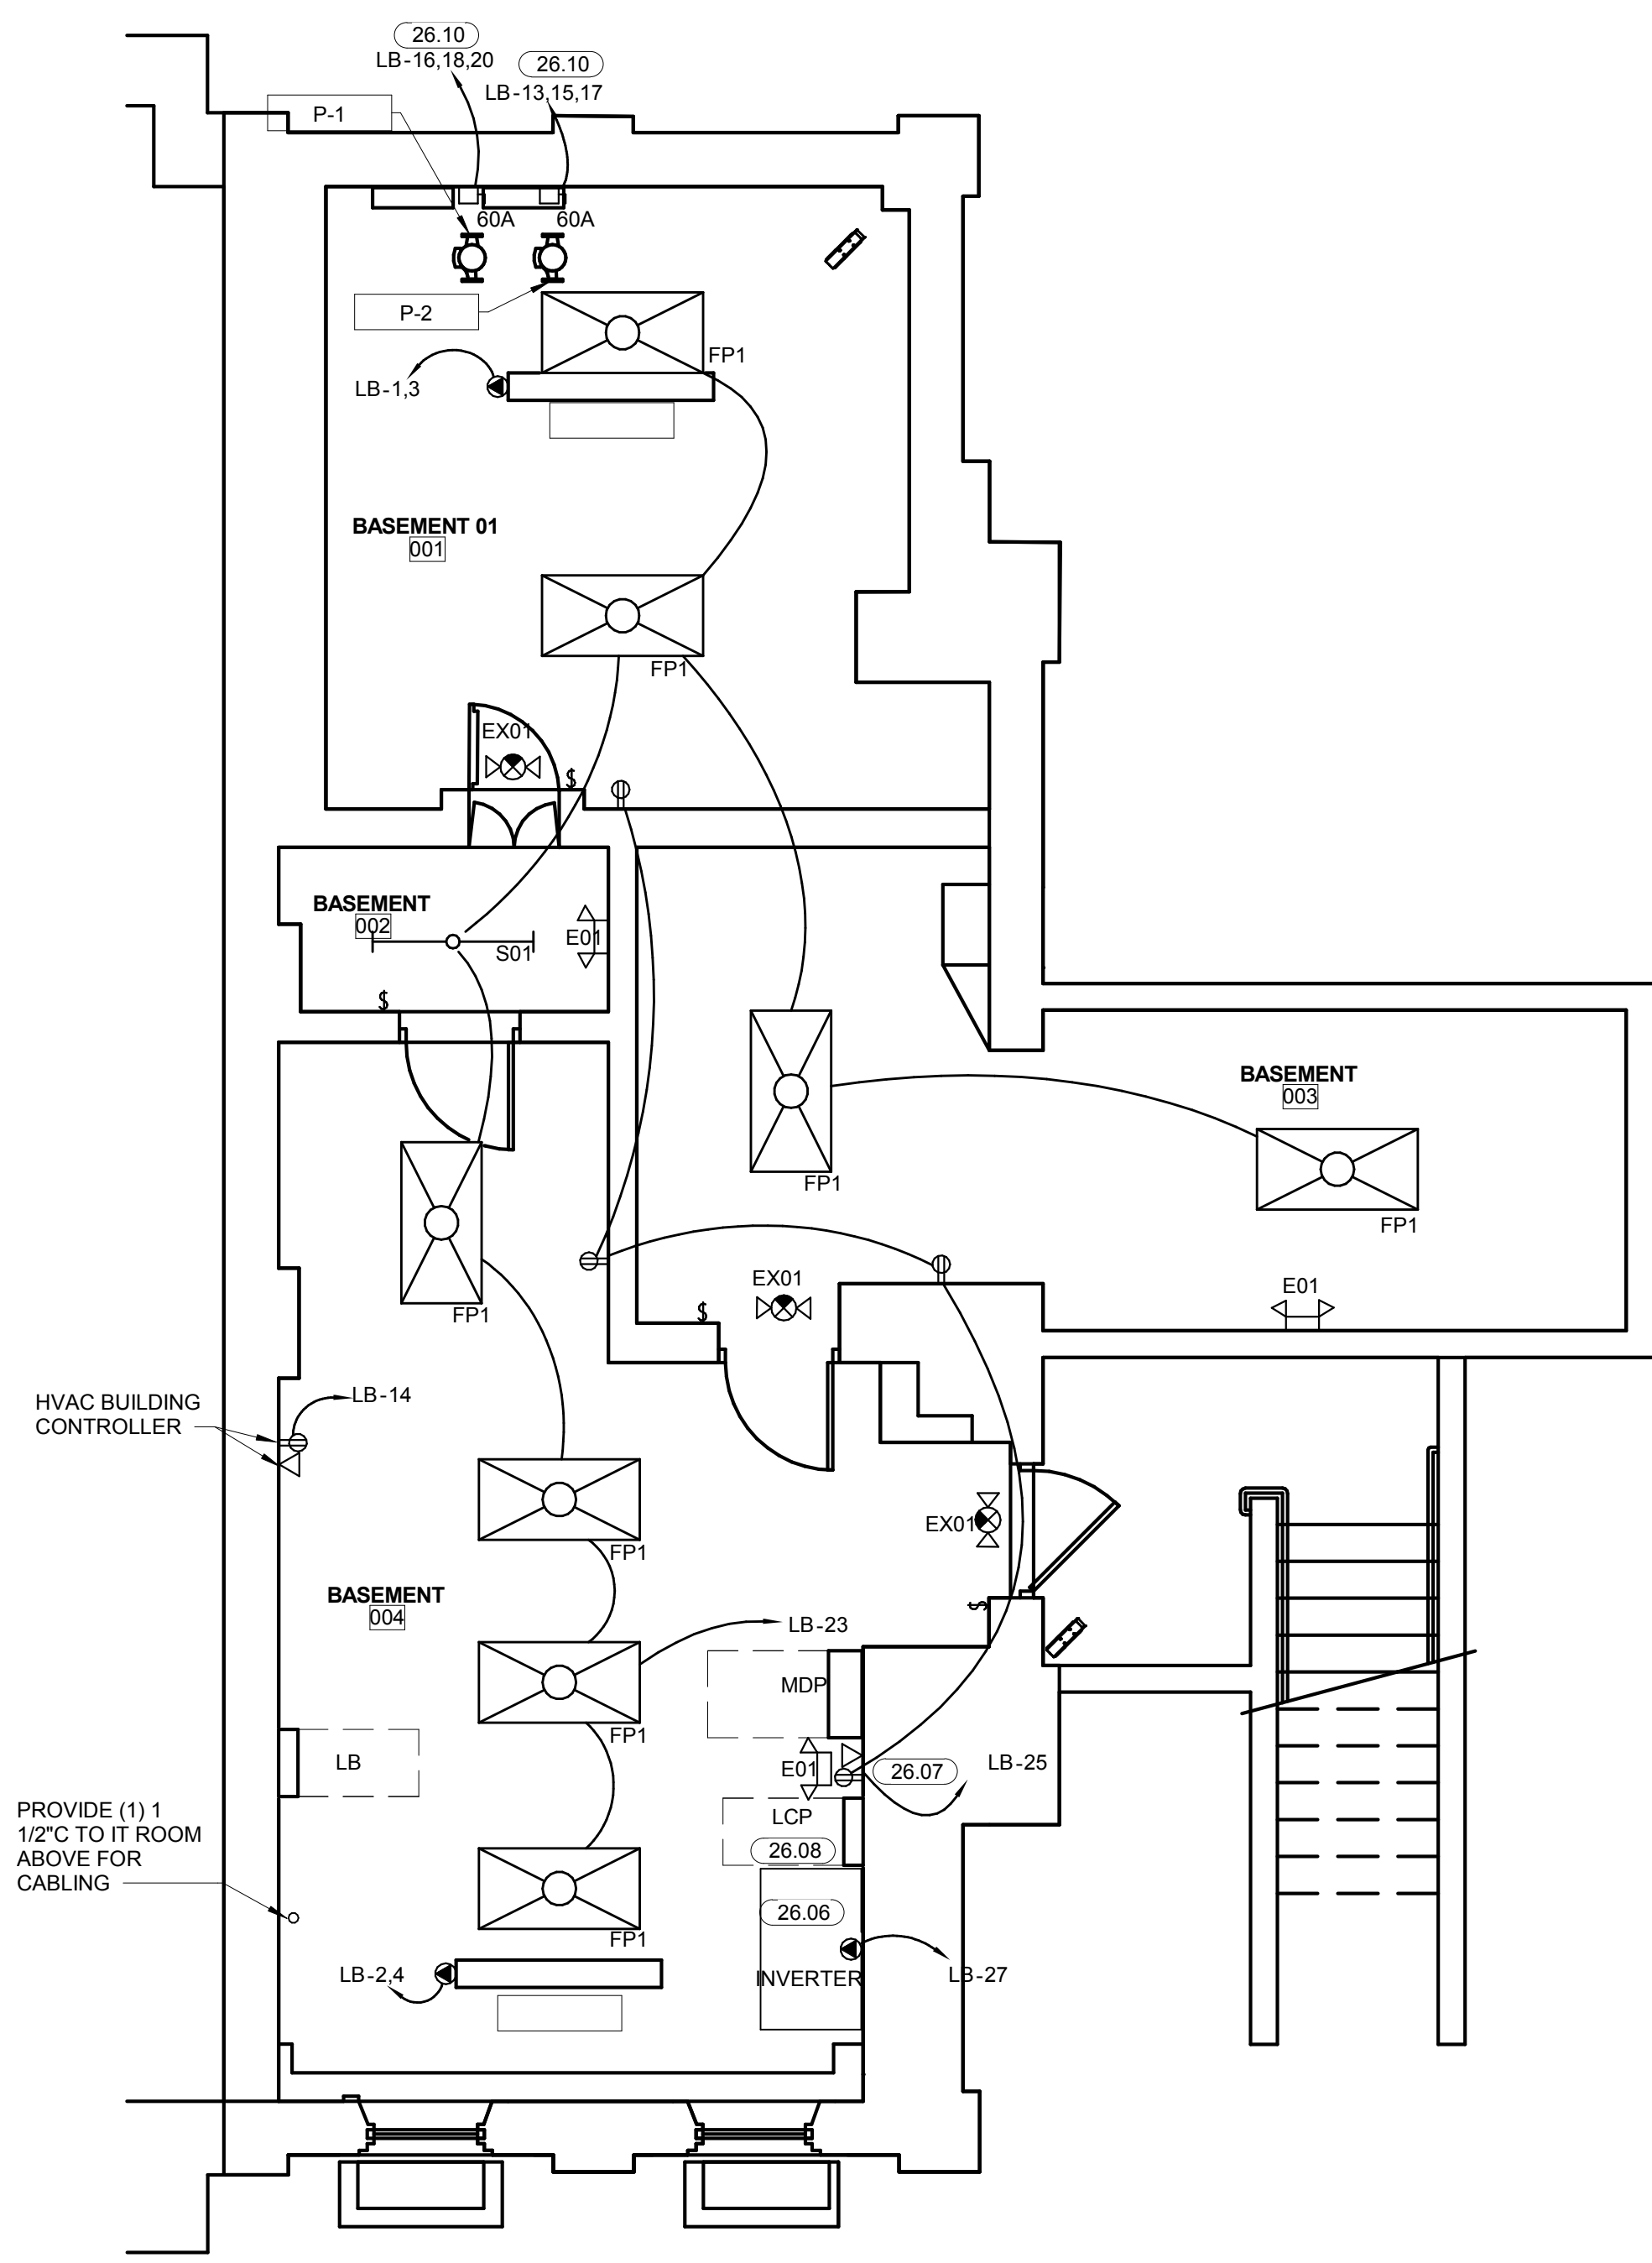 26.10
LB-16,18,20
26.10
LB-13,15,17
P-1
60A
60A
P-2
FP1
LB-1,3
BASEMENT 01
001
FP1
EX01
$
BASEMENT
002
S01
E01
$
BASEMENT
003
FP1
FP1
EX01
$
E01
FP1
HVAC BUILDING
CONTROLLER
LB-14
FP1
EX01
$
BASEMENT
004
LB-23
MDP
FP1
LB
E01
26.07
LB-25
PROVIDE (1) 1
1/2"C TO IT ROOM
ABOVE FOR
CABLING
LCP
26.08
26.06
FP1
LB-2,4
INVERTER
LB-27